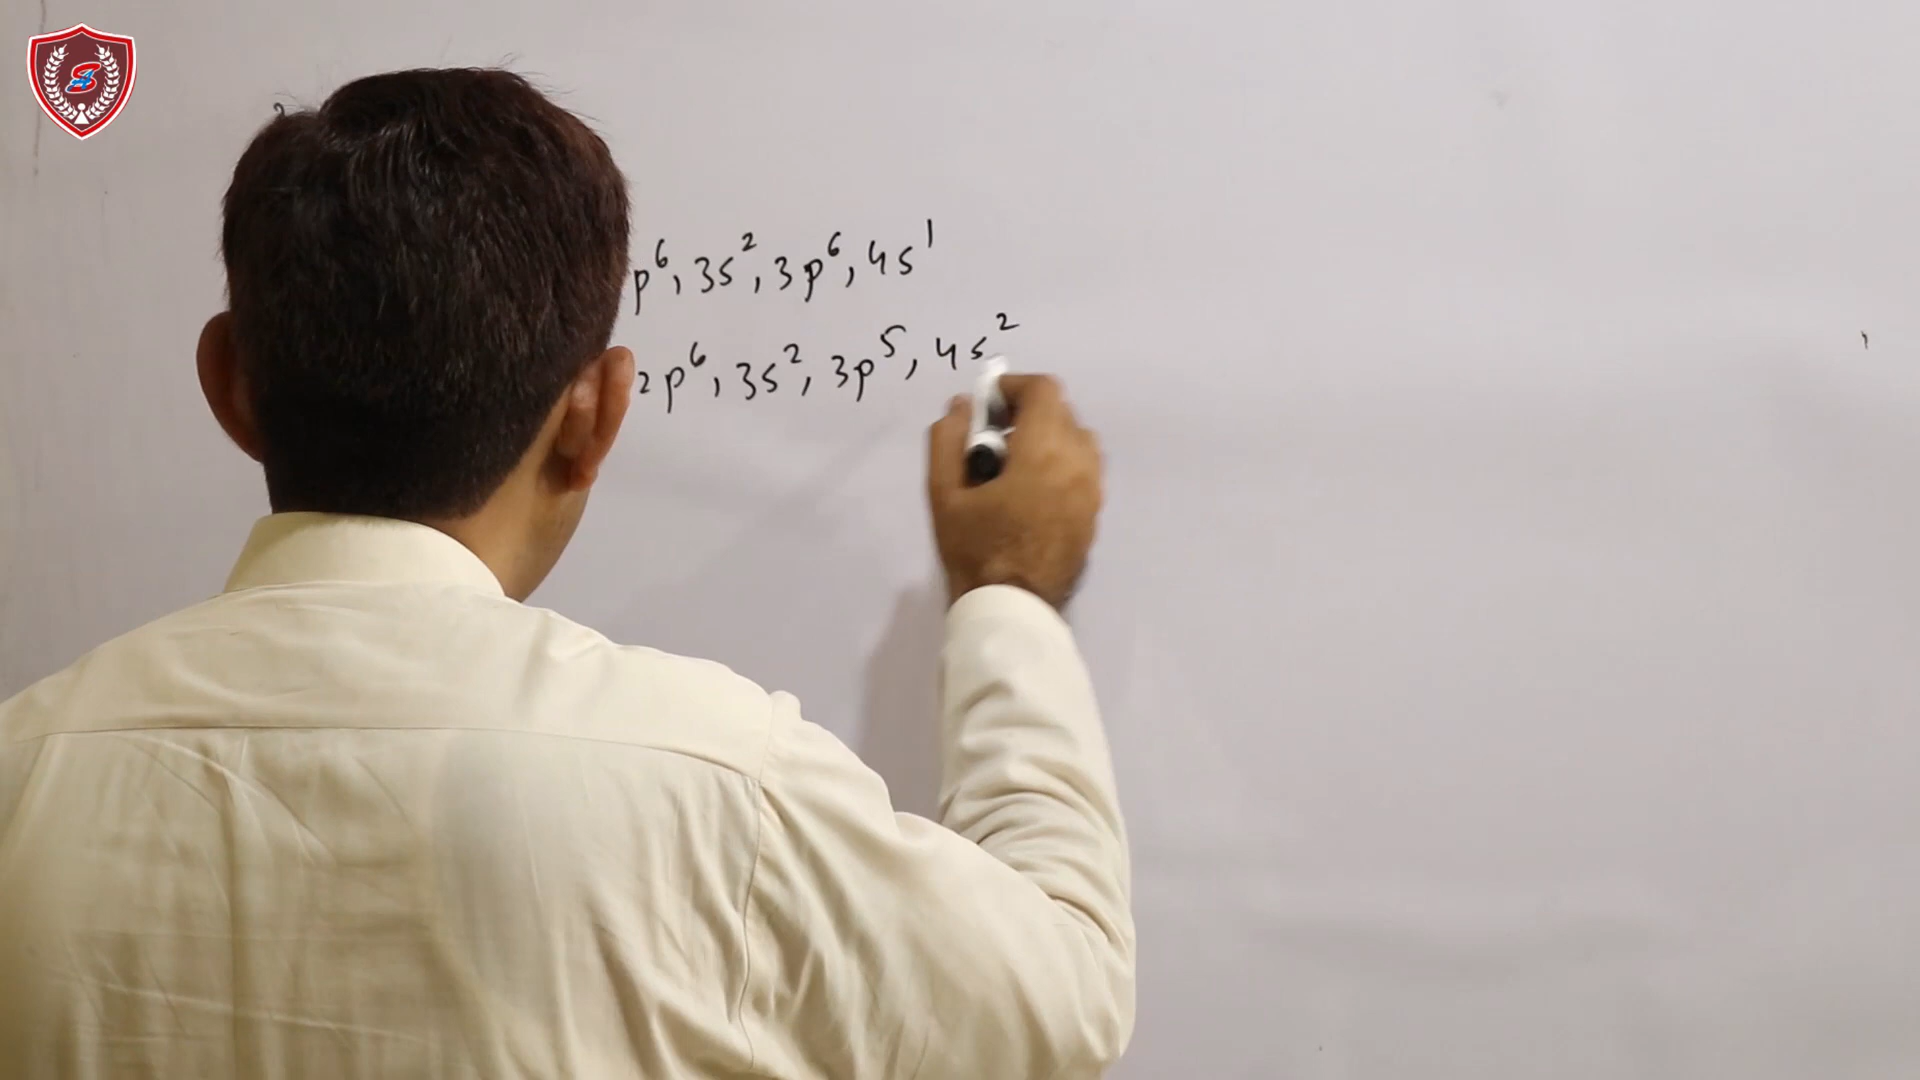 p⁶, 3s², 3p⁶, 4s¹
2p⁶, 3s², 3p⁵, 4s²